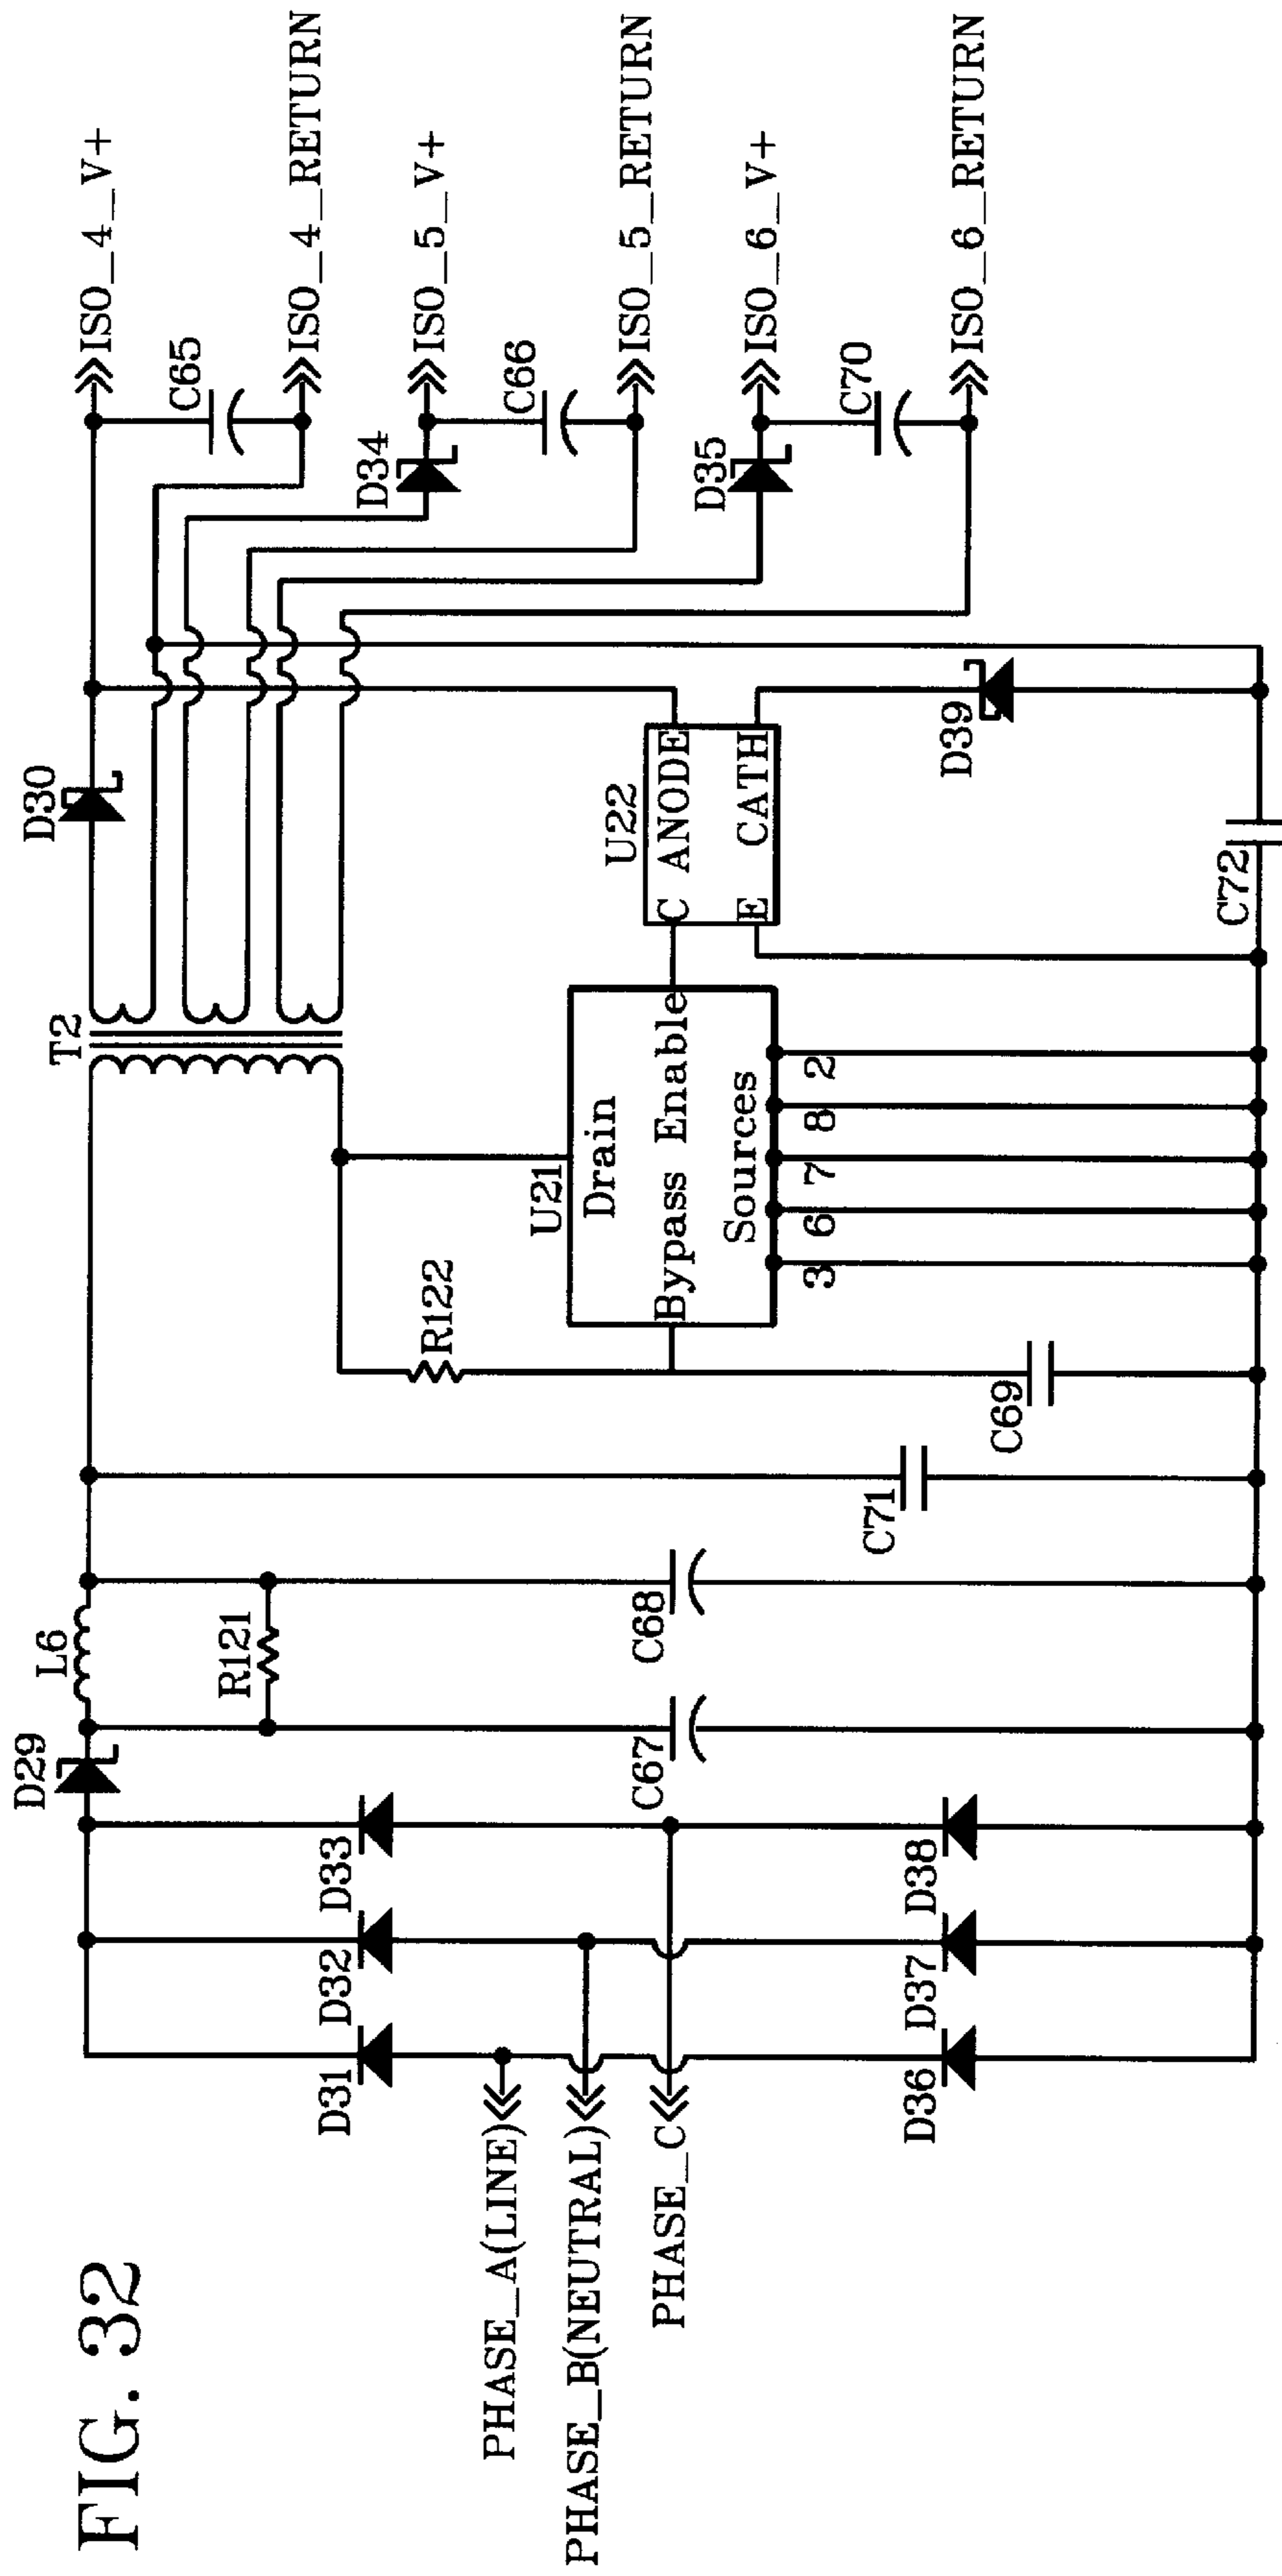 FIG. 32
PHASE_A(LINE)
PHASE_B(NEUTRAL)
PHASE_C
D31
D32
D33
D36
D37
D38
D29
L6
R121
C67
C68
C71
C69
R122
T2
U21
Drain
Bypass Enable
Sources
3
6
7
8
2
U22
C ANODE
E CATH
D39
C72
D30
D34
D35
C65
C66
C70
ISO_4_V+
ISO_4_RETURN
ISO_5_V+
ISO_5_RETURN
ISO_6_V+
ISO_6_RETURN